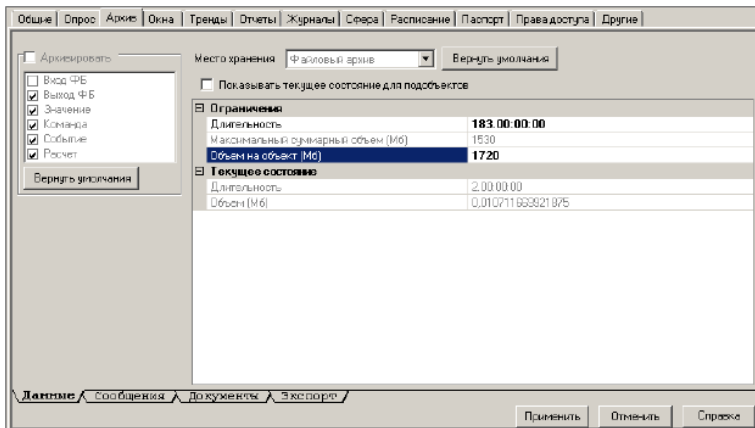 Общие Опрос Архив Окна Тренды Отчеты Журналы Сфера Расписание Паспорт Права доступа Другие
Архивировать
Вход ФБ
Выход ФБ
Значение
Команда
Событие
Расчет
Вернуть умолчания
Место хранения Файловый архив Вернуть умолчания
Показывать текущее состояние для подобъектов
Ограничения
Длительность 183.00:00:00
Максимальный суммарный объем (Мб) 1530
Объем на объект (Мб) 1720
Текущее состояние
Длительность 2.00:00:00
Объем (Мб) 0,010711669921875
Данные Сообщения Документы Экспорт
Применить Отменить Справка